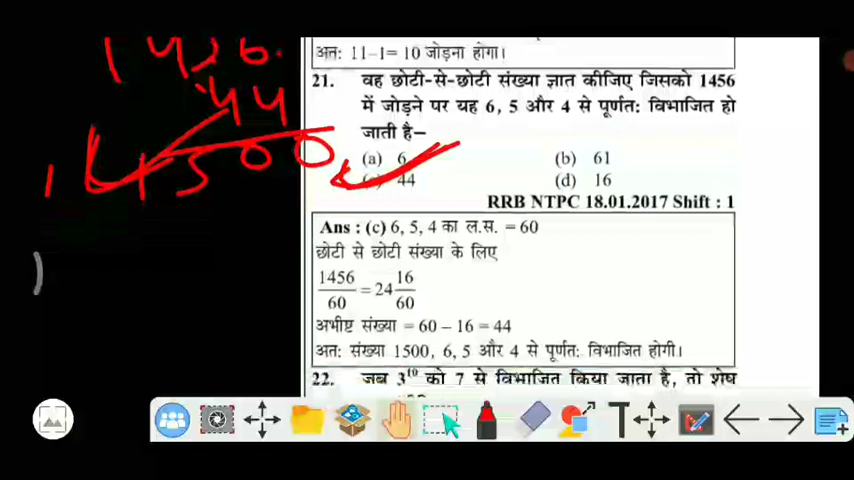 अत: 11–1= 10 जोड़ना होगा।
1456
44
1500
21. वह छोटी-से-छोटी संख्या ज्ञात कीजिए जिसको 1456
में जोड़ने पर यह 6, 5 और 4 से पूर्णत: विभाजित हो
जाती है–
(a) 6 (b) 61
44 (d) 16
RRB NTPC 18.01.2017 Shift : 1
Ans : (c) 6, 5, 4 का ल.स. = 60
छोटी से छोटी संख्या के लिए
1456/60 = 24 16/60
अभीष्ट संख्या = 60 – 16 = 44
अत: संख्या 1500, 6, 5 और 4 से पूर्णत: विभाजित होगी।
22. जब 3¹⁰ को 7 से विभाजित किया जाता है, तो शेष
T